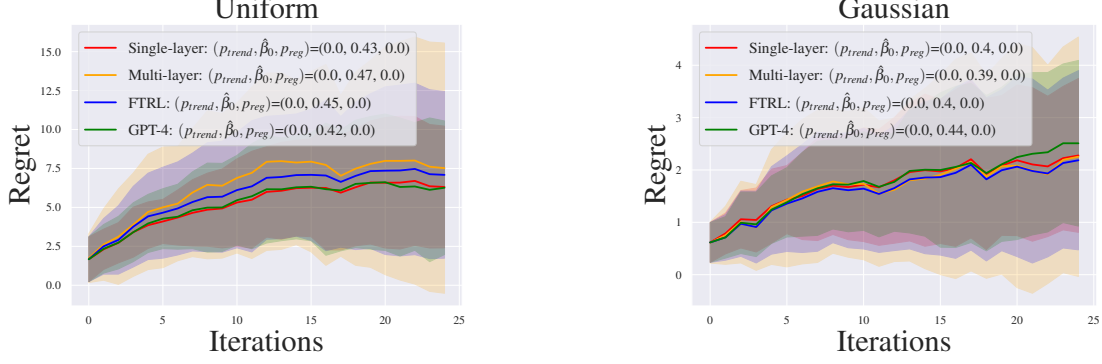 Uniform
Regret
15.0
12.5
10.0
7.5
5.0
2.5
0.0
Single-layer: (p_trend, β̂_0, p_reg)=(0.0, 0.43, 0.0)
Multi-layer: (p_trend, β̂_0, p_reg)=(0.0, 0.47, 0.0)
FTRL: (p_trend, β̂_0, p_reg)=(0.0, 0.45, 0.0)
GPT-4: (p_trend, β̂_0, p_reg)=(0.0, 0.42, 0.0)
0 5 10 15 20 25
Iterations
Gaussian
Regret
4
3
2
1
0
Single-layer: (p_trend, β̂_0, p_reg)=(0.0, 0.4, 0.0)
Multi-layer: (p_trend, β̂_0, p_reg)=(0.0, 0.39, 0.0)
FTRL: (p_trend, β̂_0, p_reg)=(0.0, 0.4, 0.0)
GPT-4: (p_trend, β̂_0, p_reg)=(0.0, 0.44, 0.0)
0 5 10 15 20 25
Iterations